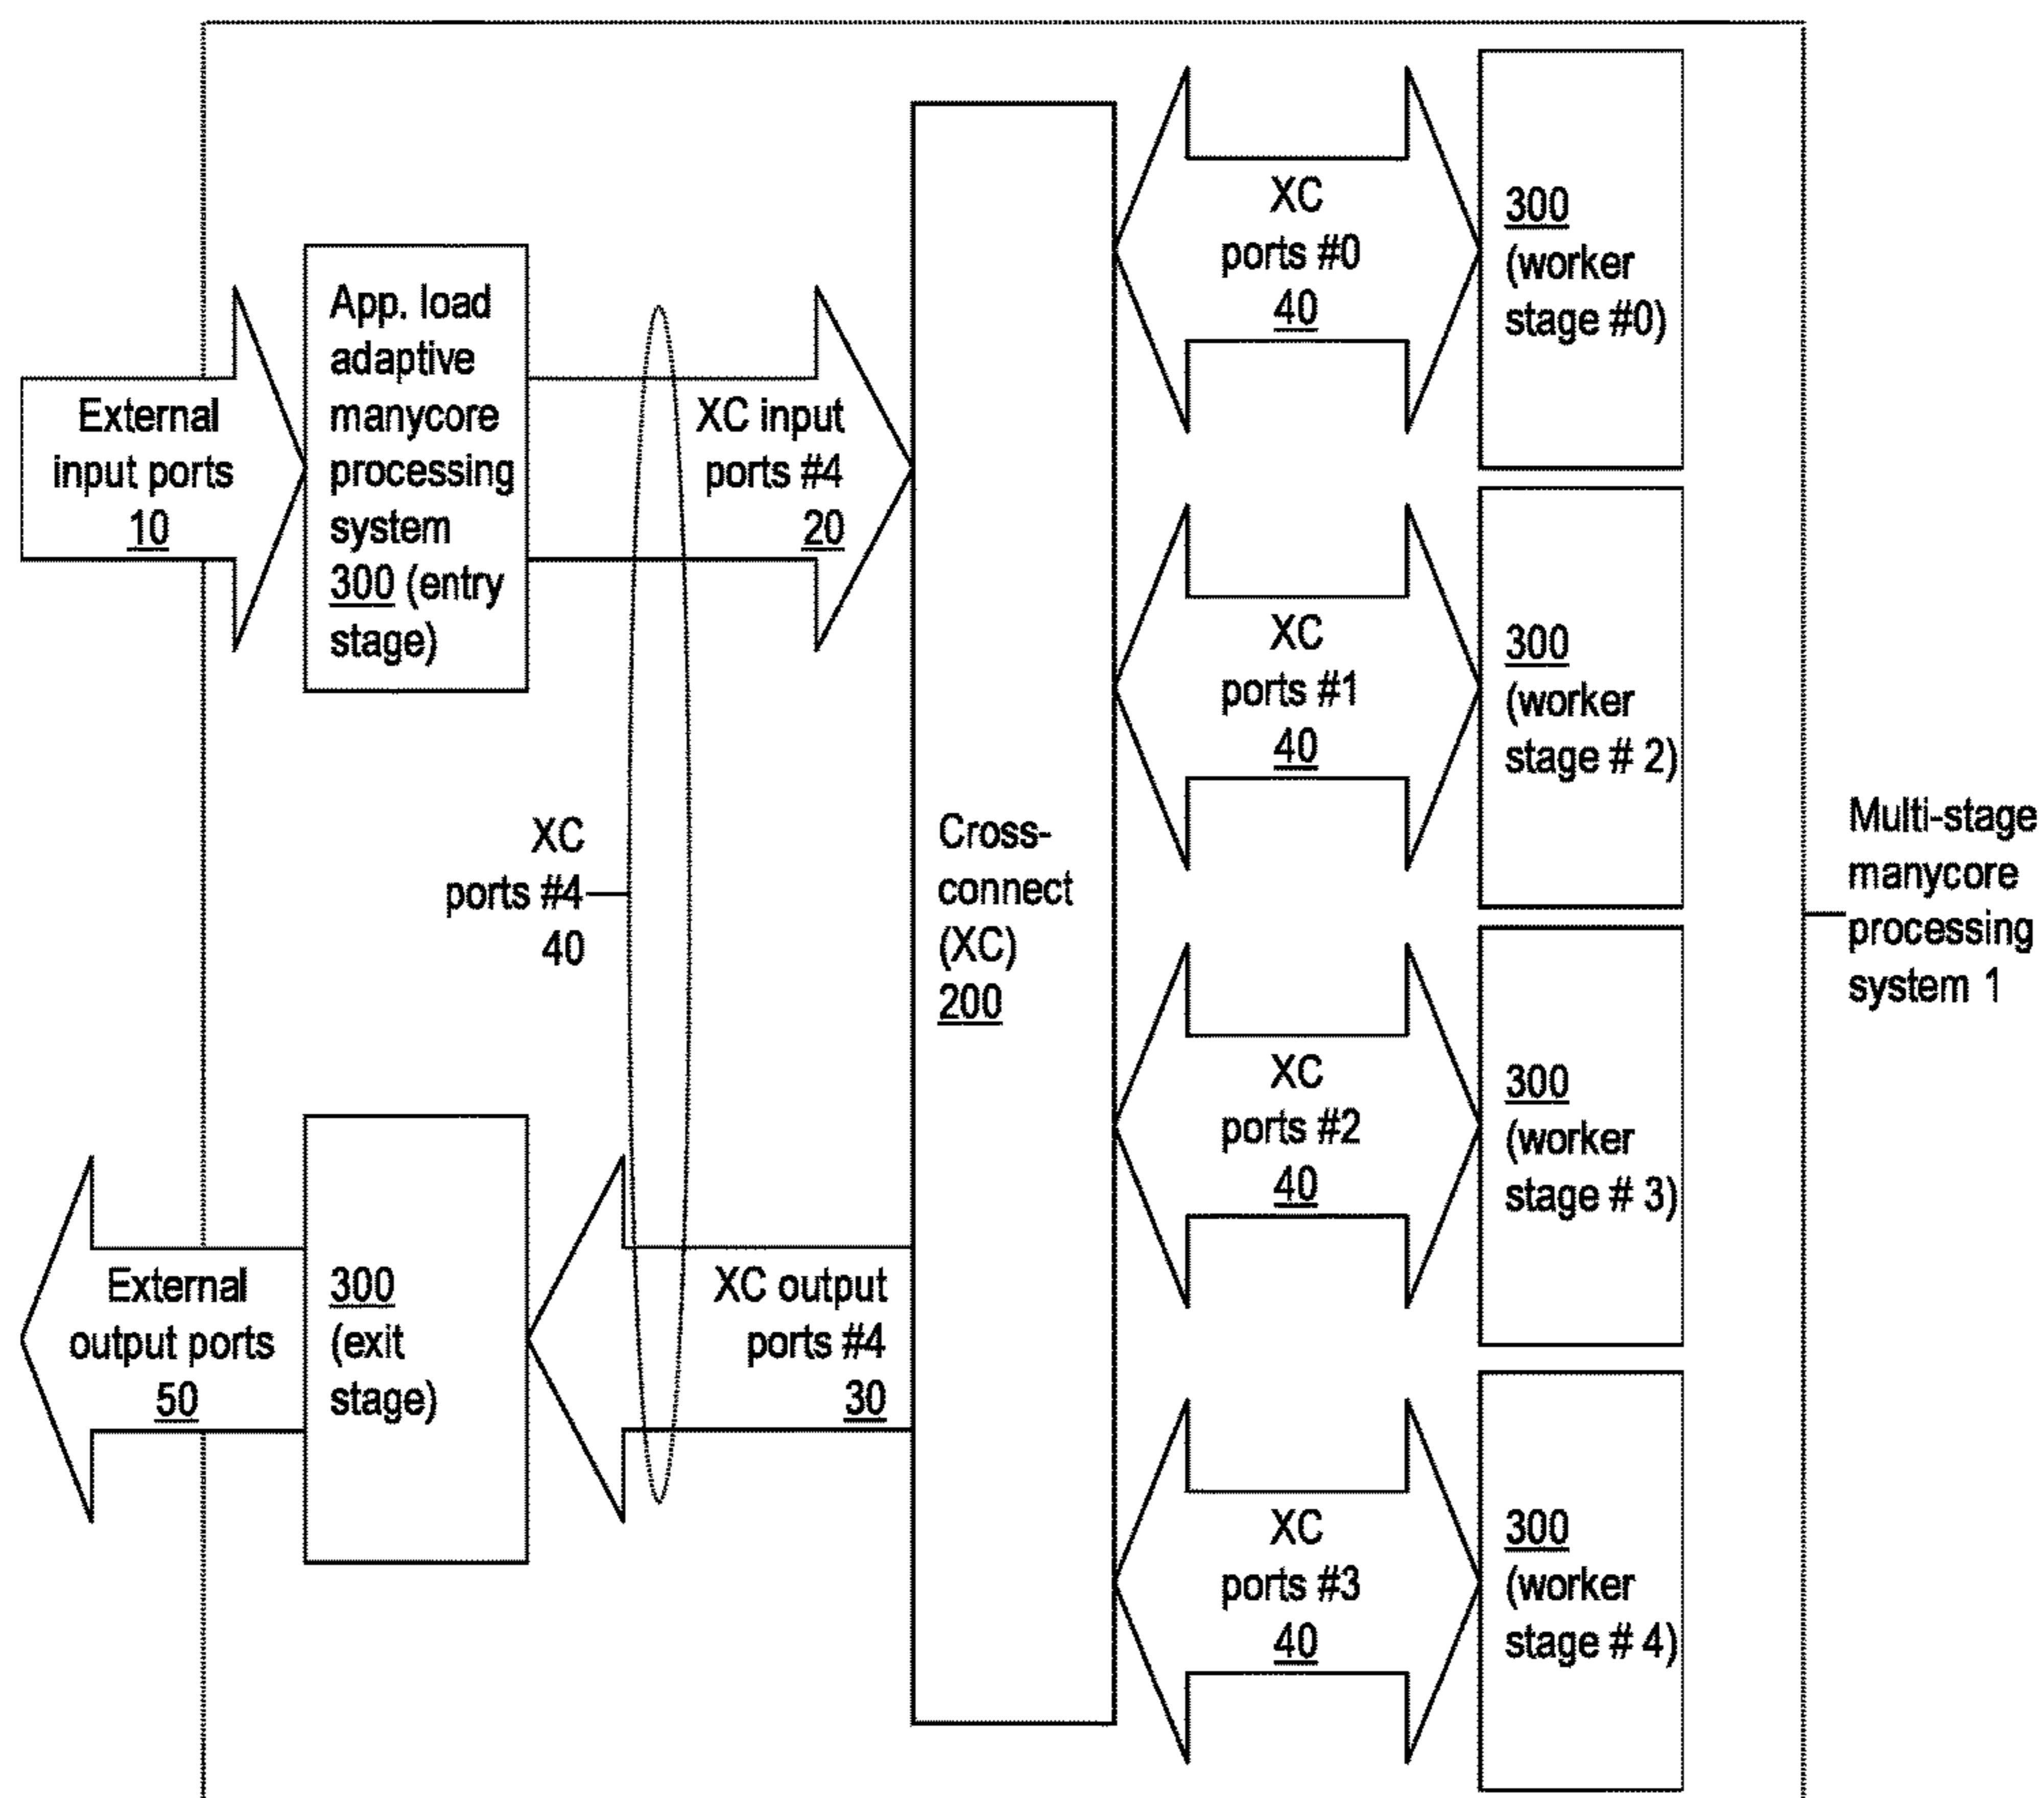 External
input ports
10
App. load
adaptive
manycore
processing
system
300 (entry
stage)
XC input
ports #4
20
XC
ports #4
40
Cross-
connect
(XC)
200
External
output ports
50
300
(exit
stage)
XC output
ports #4
30
XC
ports #0
40
300
(worker
stage #0)
XC
ports #1
40
300
(worker
stage # 2)
XC
ports #2
40
300
(worker
stage # 3)
XC
ports #3
40
300
(worker
stage # 4)
Multi-stage
manycore
processing
system 1